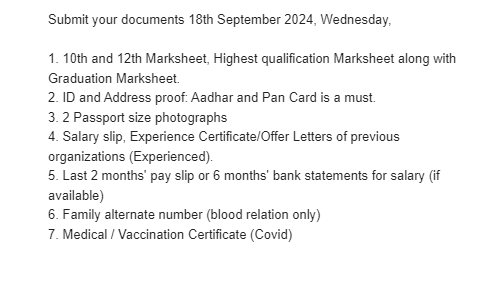 Submit your documents 18th September 2024, Wednesday,
1. 10th and 12th Marksheet, Highest qualification Marksheet along with
Graduation Marksheet.
2. ID and Address proof: Aadhar and Pan Card is a must.
3. 2 Passport size photographs
4. Salary slip, Experience Certificate/Offer Letters of previous
organizations (Experienced).
5. Last 2 months' pay slip or 6 months' bank statements for salary (if
available)
6. Family alternate number (blood relation only)
7. Medical / Vaccination Certificate (Covid)